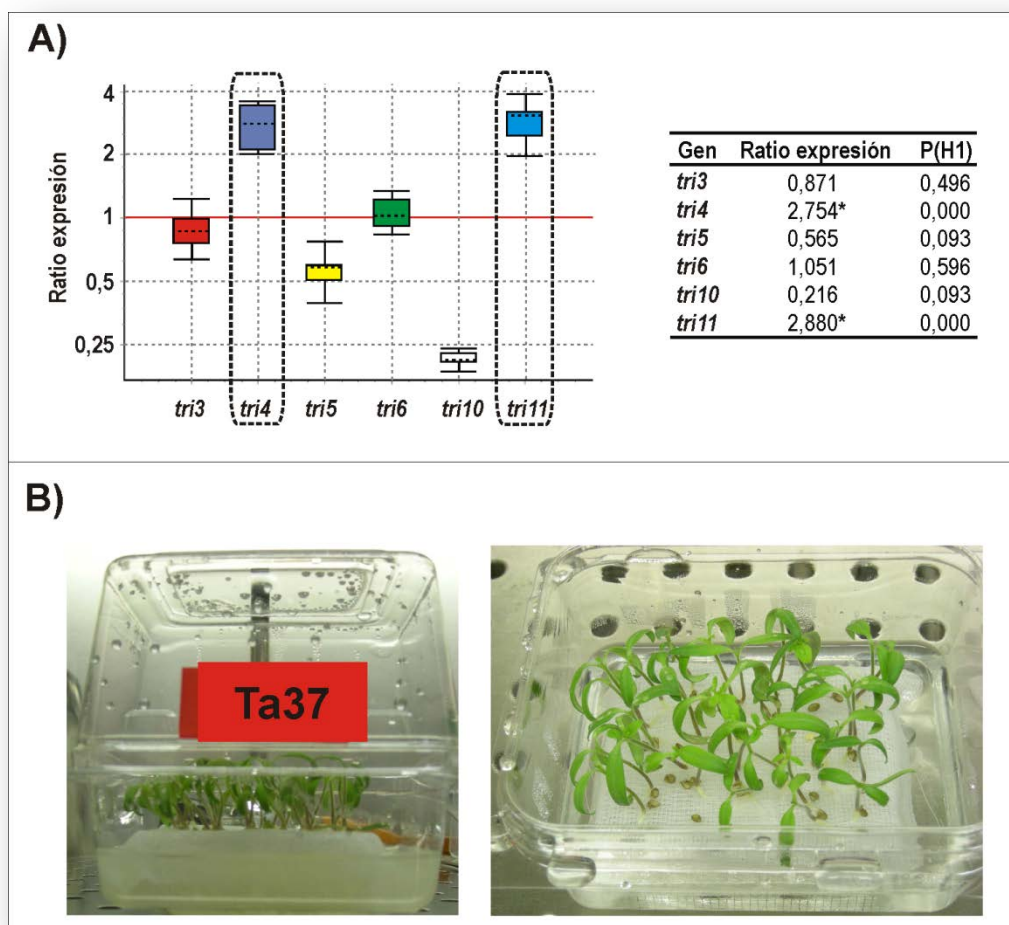 A)
4
2
1
0,5
0,25
Ratio expresión
tri3 tri4 tri5 tri6 tri10 tri11
Gen Ratio expresión P(H1)
tri3 0,871 0,496
tri4 2,754* 0,000
tri5 0,565 0,093
tri6 1,051 0,596
tri10 0,216 0,093
tri11 2,880* 0,000
B)
Ta37